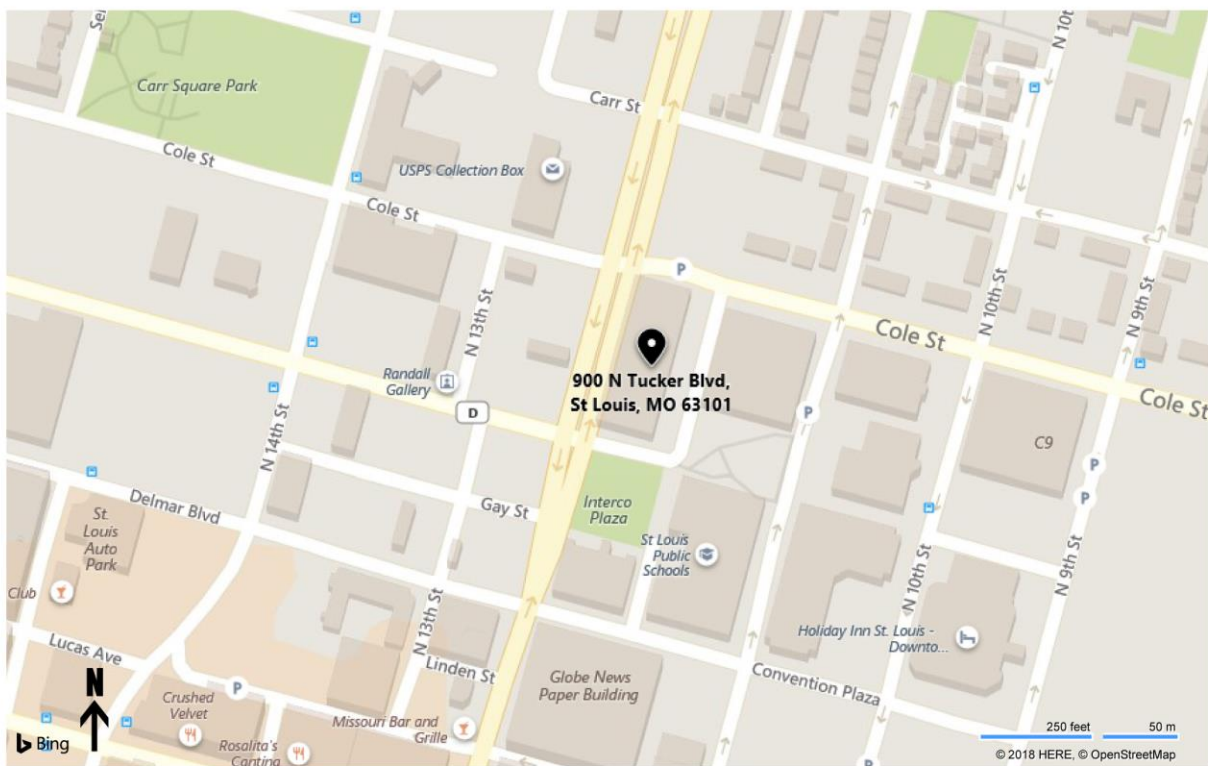 Ser
N 10th
Carr Square Park
Carr St
Cole St
USPS Collection Box
Cole St
P
N 13th St
N 10th St
N 9th St
Cole St
Randall
Gallery
900 N Tucker Blvd,
St Louis, MO 63101
D
P
Cole St
N 14th St
C9
P
P
Delmar Blvd
Gay St
Interco
Plaza
St.
Louis
Auto
Park
St Louis
Public
Schools
N 10th St
N 9th St
Club
N 13th St
Lucas Ave
Linden St
Holiday Inn St. Louis -
Downto...
N
P
Globe News
Paper Building
Convention Plaza
Crushed
Velvet
Missouri Bar and
Grille
Rosalita's
Cantina
Bing
250 feet
50 m
© 2018 HERE, © OpenStreetMap